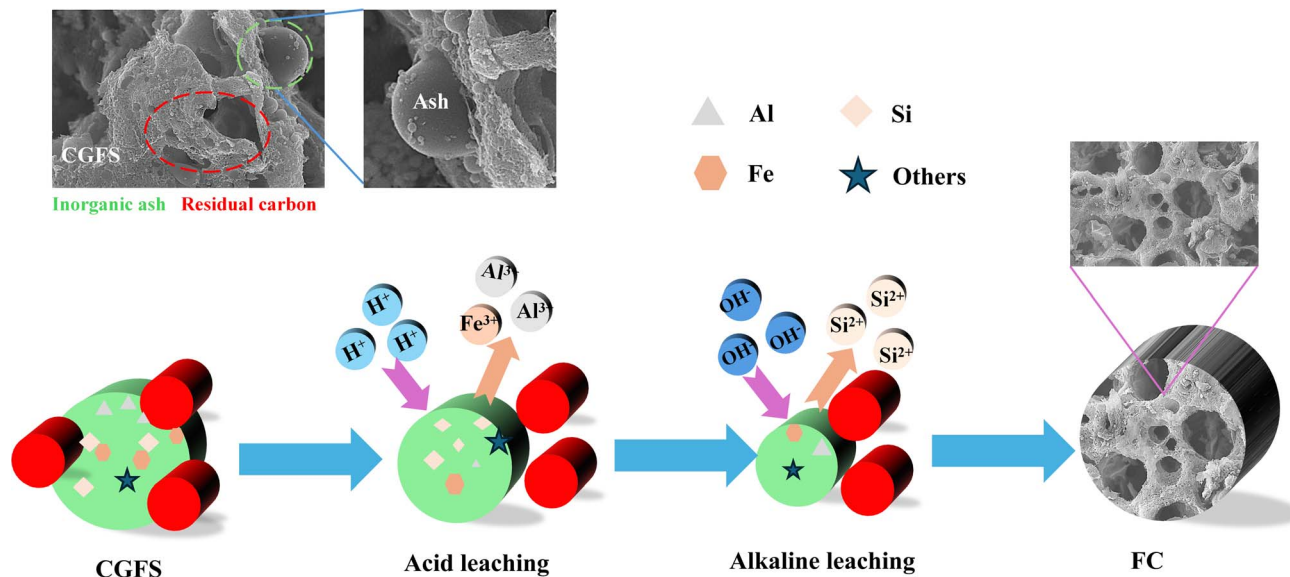 CGFS
Ash
Inorganic ash Residual carbon
Al
Si
Fe
Others
H⁺
H⁺
H⁺
Al³⁺
Fe³⁺
Al³⁺
OH⁻
OH⁻
OH⁻
Si²⁺
Si²⁺
Si²⁺
CGFS
Acid leaching
Alkaline leaching
FC